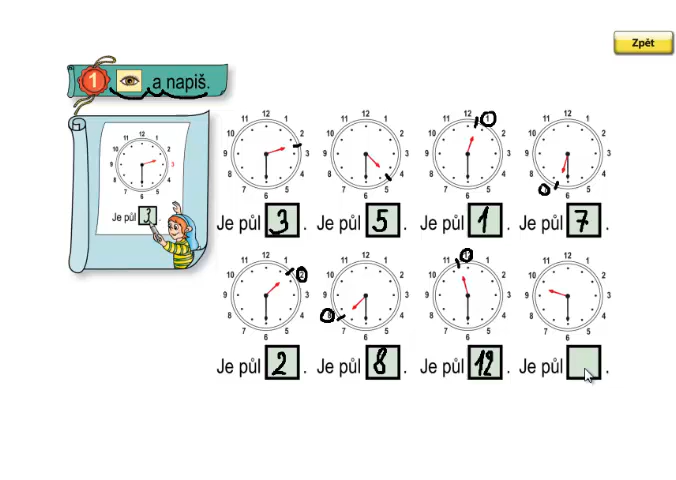 Zpět
1 a napiš.
Je půl 3.
Je půl 3. Je půl 5. Je půl 1. Je půl 7.
Je půl 2. Je půl 8. Je půl 12. Je půl .